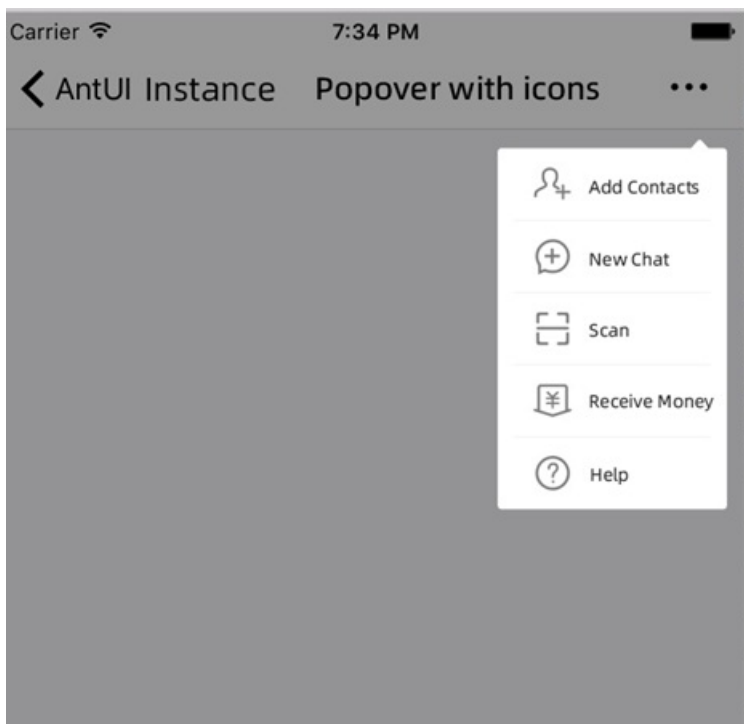 Carrier 7:34 PM
AntUI Instance Popover with icons
Add Contacts
New Chat
Scan
¥ Receive Money
? Help